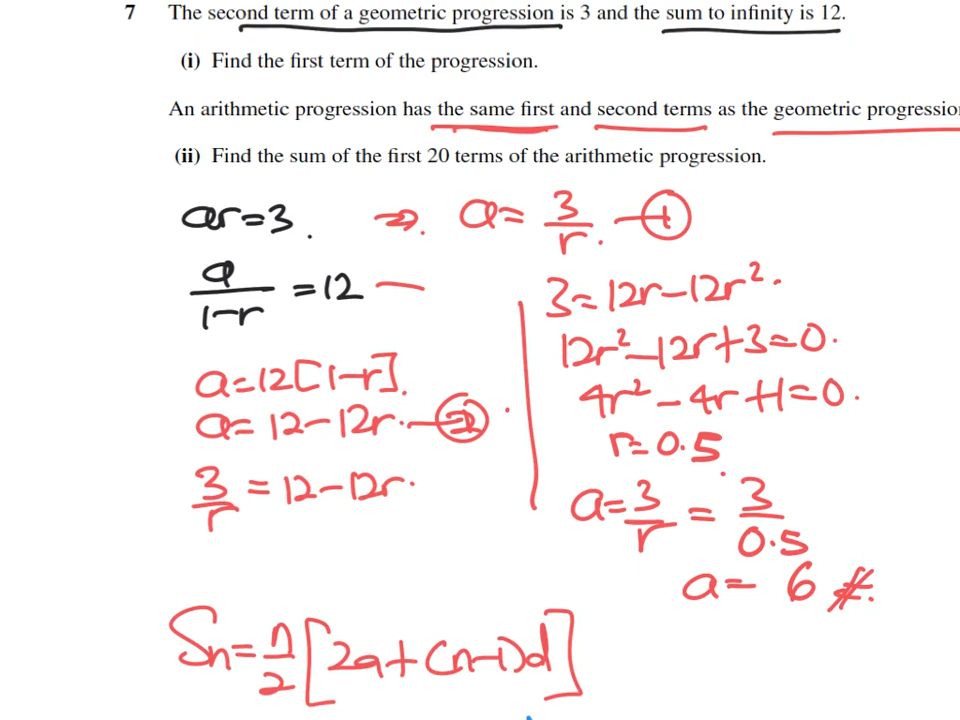 7 The second term of a geometric progression is 3 and the sum to infinity is 12.
(i) Find the first term of the progression.
An arithmetic progression has the same first and second terms as the geometric progressio
(ii) Find the sum of the first 20 terms of the arithmetic progression.
ar=3. ⇒. a= 3/r. —①
a/(1-r) = 12 —
a=12[1-r].
a= 12-12r. —②.
3/r = 12-12r.
3=12r-12r².
12r²-12r+3=0.
4r²-4r+1=0.
r=0.5.
a= 3/r = 3/0.5
a= 6 #.
Sn= n/2 [2a+(n-1)d]